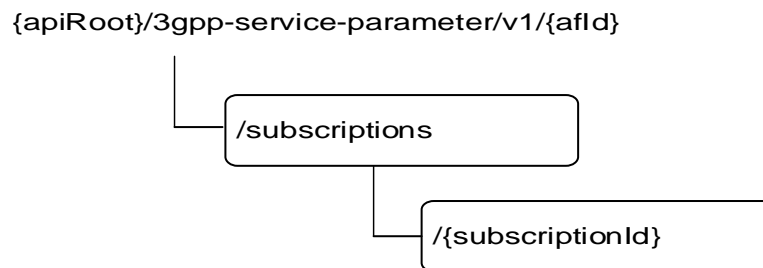 {apiRoot}/3gpp-service-parameter/v1/{afId}
/subscriptions
/{subscriptionId}